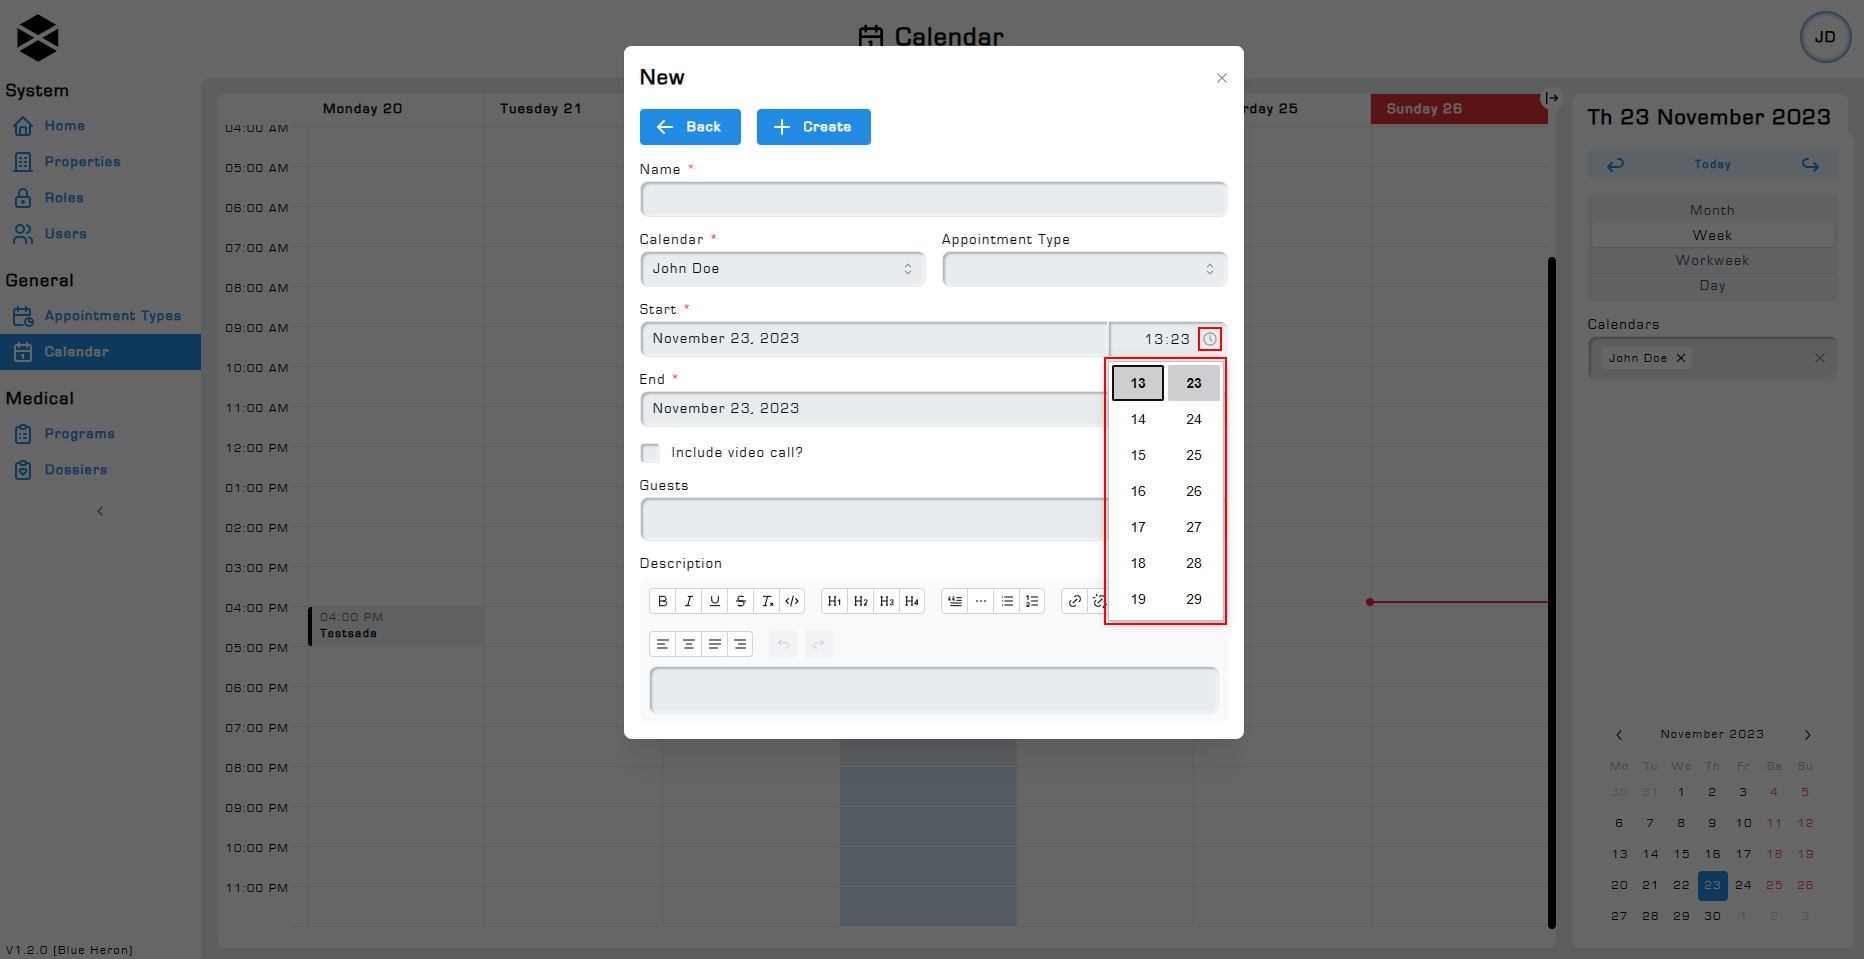 Calendar
JD
System
Home
Properties
Roles
Users
General
Appointment Types
Calendar
Medical
Programs
Dossiers
V1.2.0 (Blue Heron)
Monday 20
Tuesday 21
rday 25
Sunday 26
04:00 AM
05:00 AM
06:00 AM
07:00 AM
08:00 AM
09:00 AM
10:00 AM
11:00 AM
12:00 PM
01:00 PM
02:00 PM
03:00 PM
04:00 PM
05:00 PM
06:00 PM
07:00 PM
08:00 PM
09:00 PM
10:00 PM
11:00 PM
04:00 PM
Testsada
New
Back
Create
Name *
Calendar *
Appointment Type
John Doe
Start *
November 23, 2023
13:23
End *
November 23, 2023
13 23
14 24
15 25
16 26
17 27
18 28
19 29
Include video call?
Guests
Description
B I U S Tx </> H1 H2 H3 H4
Th 23 November 2023
Today
Month
Week
Workweek
Day
Calendars
John Doe
November 2023
Mo Tu We Th Fr Sa Su
30 31 1 2 3 4 5
6 7 8 9 10 11 12
13 14 15 16 17 18 19
20 21 22 23 24 25 26
27 28 29 30 1 2 3